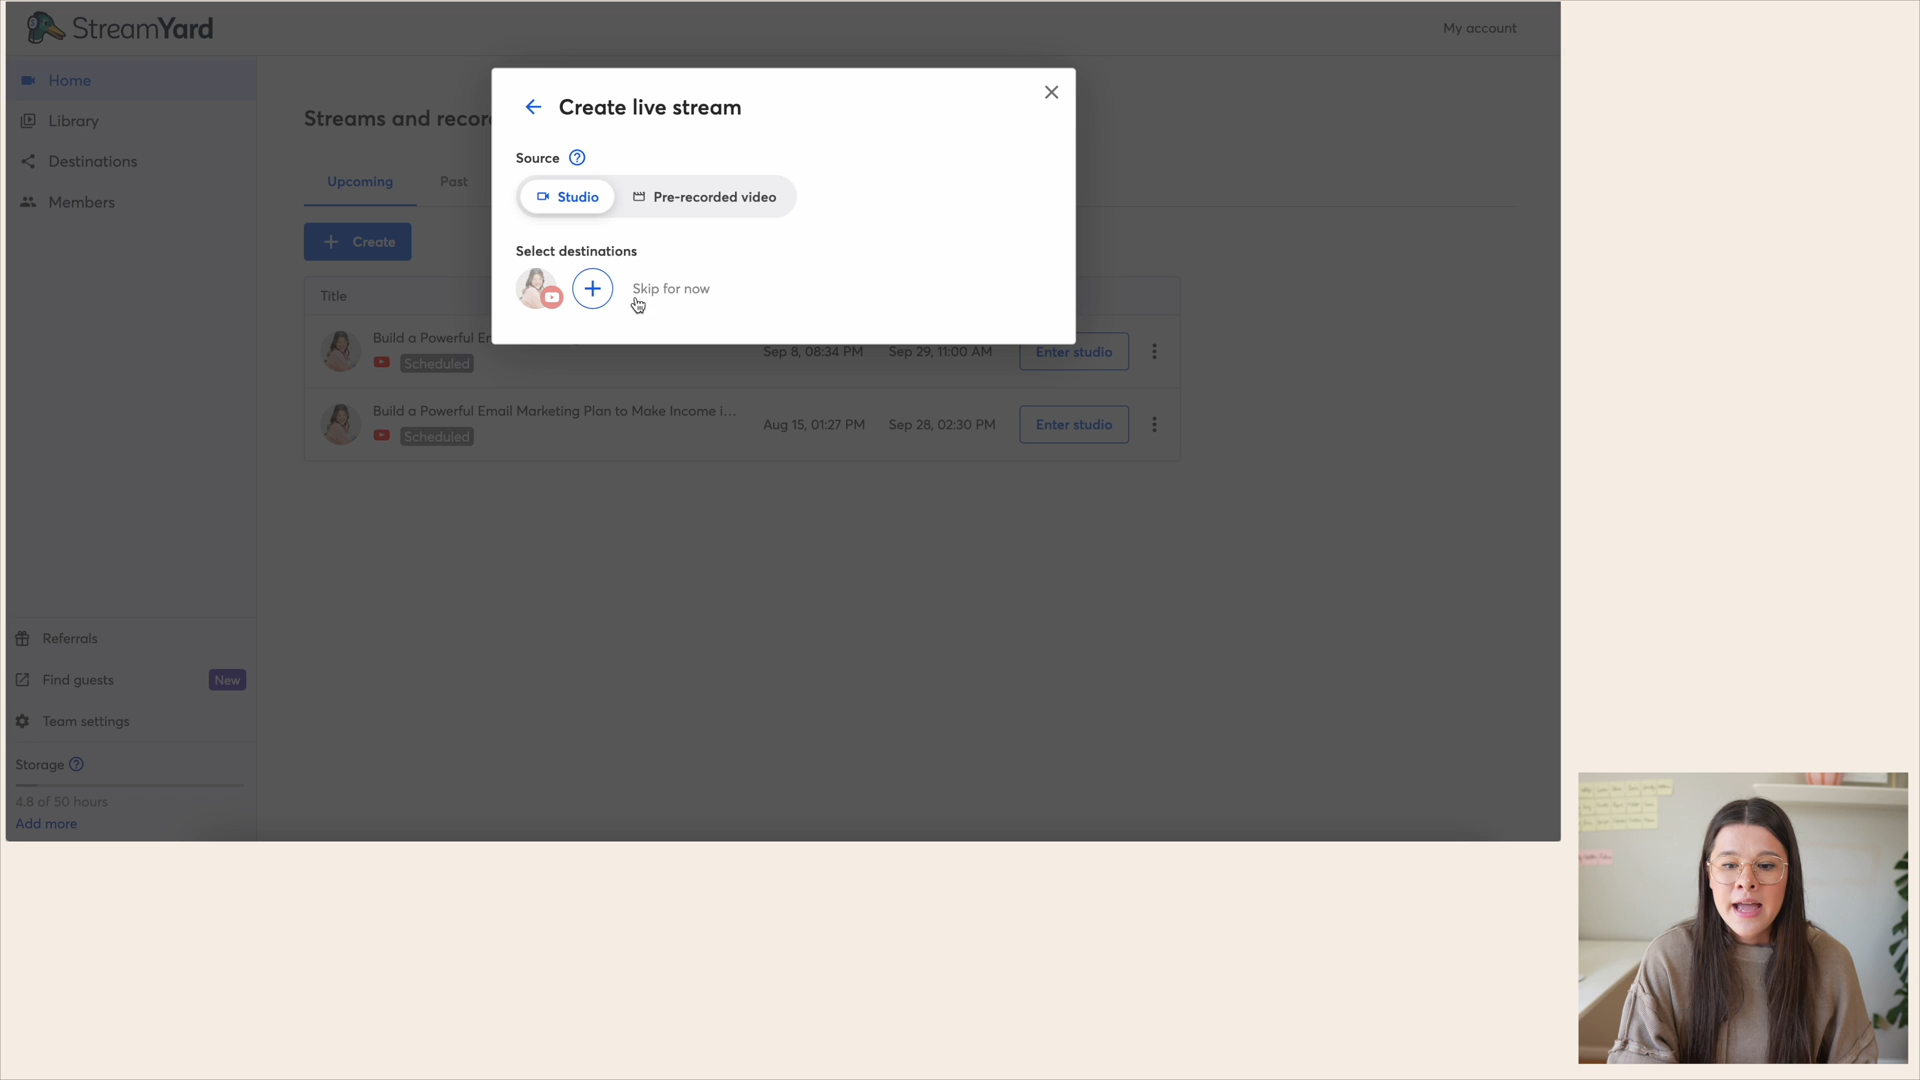 StreamYard
My account
Home
Library
Destinations
Members
Streams and recor
Upcoming
Past
Create
Title
Build a Powerful Er
Scheduled
Sep 8, 08:34 PM
Sep 29, 11:00 AM
Enter studio
Build a Powerful Email Marketing Plan to Make Income i...
Scheduled
Aug 15, 01:27 PM
Sep 28, 02:30 PM
Enter studio
Create live stream
Source
Studio
Pre-recorded video
Select destinations
Skip for now
Referrals
Find guests
New
Team settings
Storage
4.8 of 50 hours
Add more